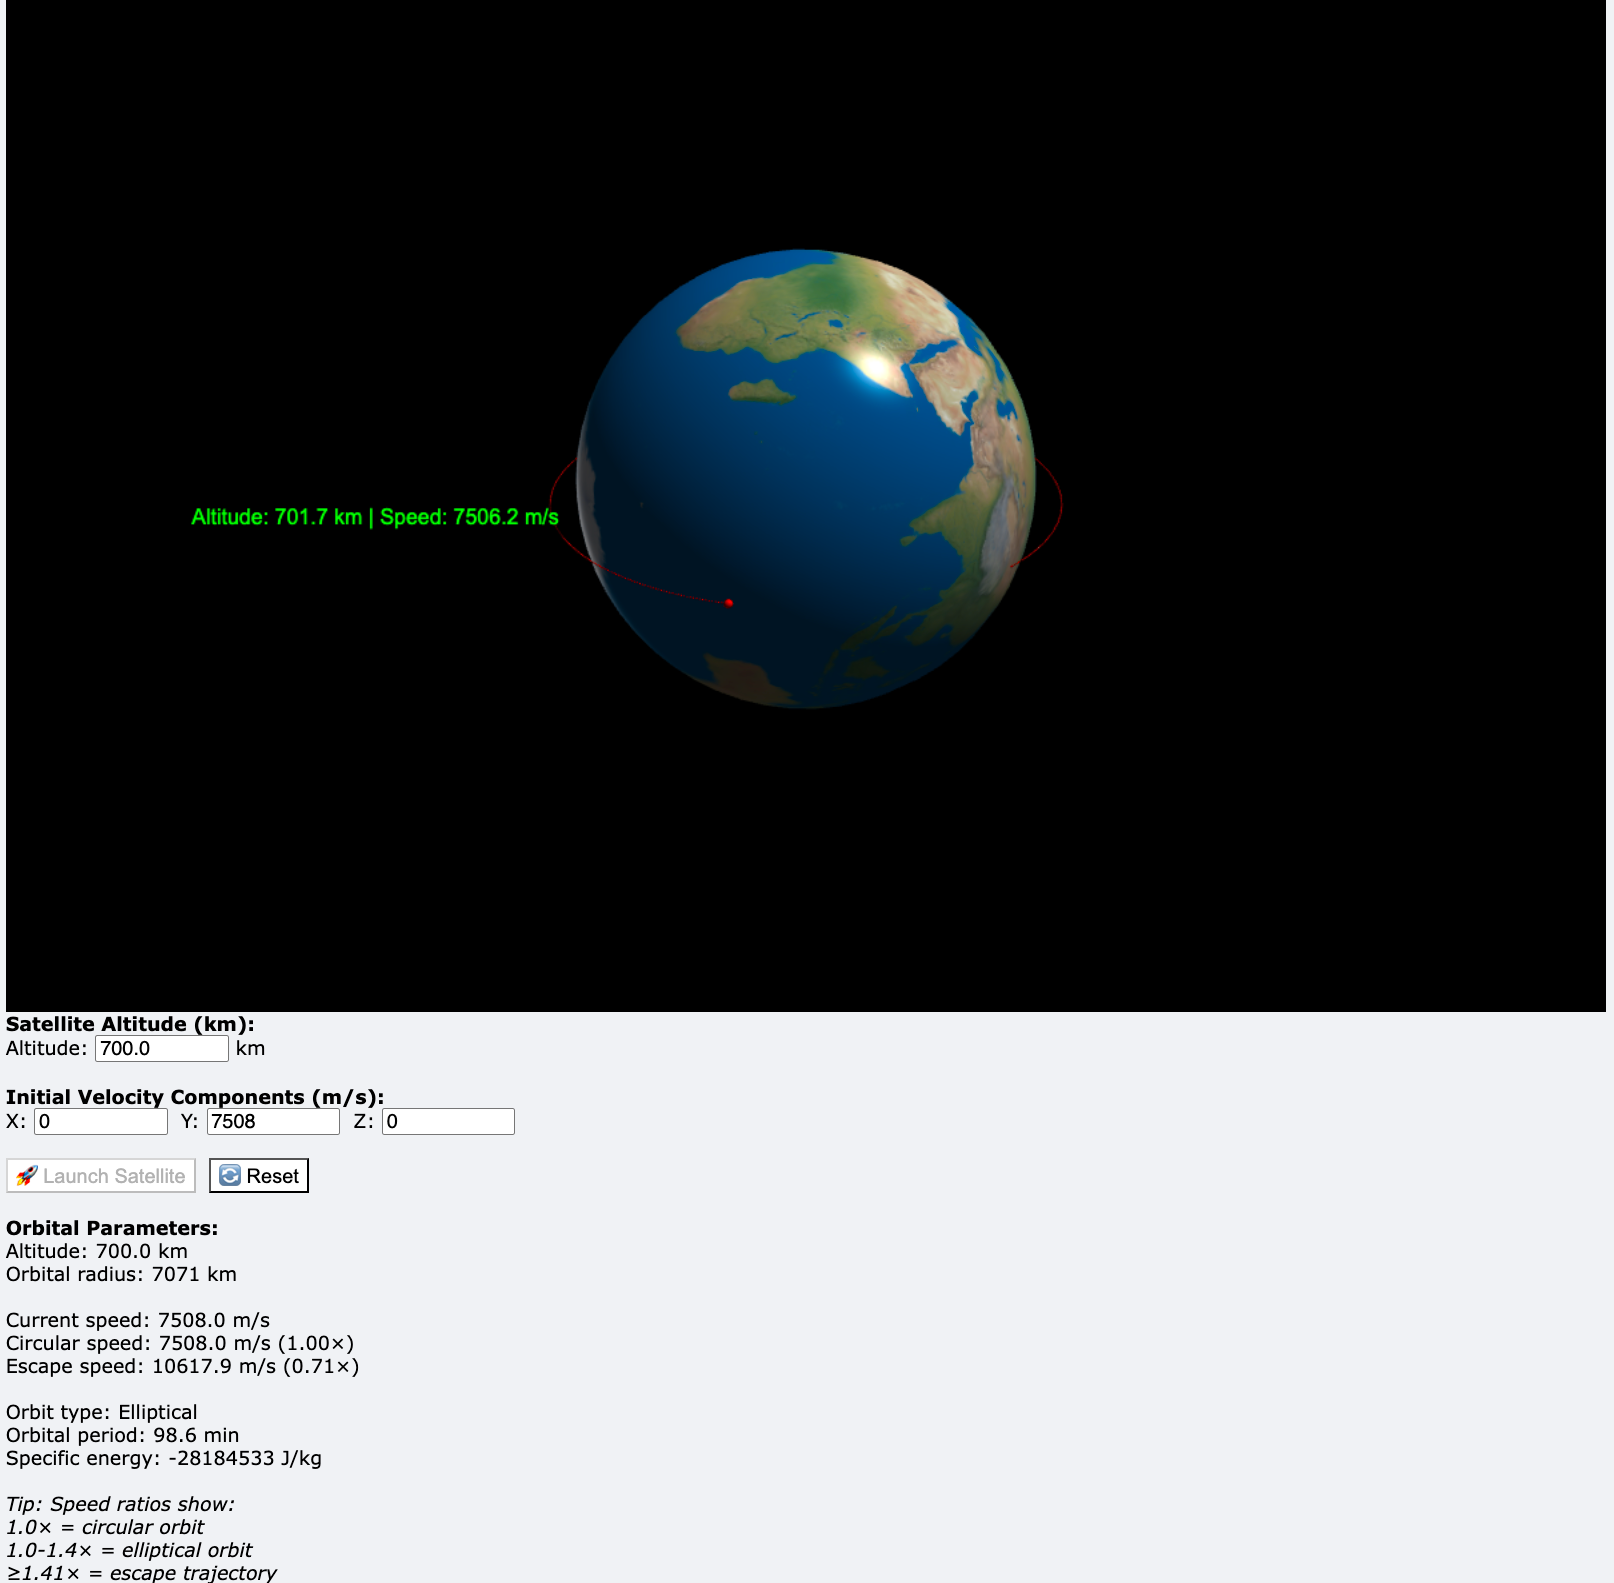 Altitude: 701.7 km | Speed: 7506.2 m/s
Satellite Altitude (km):
Altitude: 700.0 km
Initial Velocity Components (m/s):
X: 0 Y: 7508 Z: 0
🚀 Launch Satellite 🔄 Reset
Orbital Parameters:
Altitude: 700.0 km
Orbital radius: 7071 km
Current speed: 7508.0 m/s
Circular speed: 7508.0 m/s (1.00×)
Escape speed: 10617.9 m/s (0.71×)
Orbit type: Elliptical
Orbital period: 98.6 min
Specific energy: -28184533 J/kg
Tip: Speed ratios show:
1.0× = circular orbit
1.0-1.4× = elliptical orbit
≥1.41× = escape trajectory